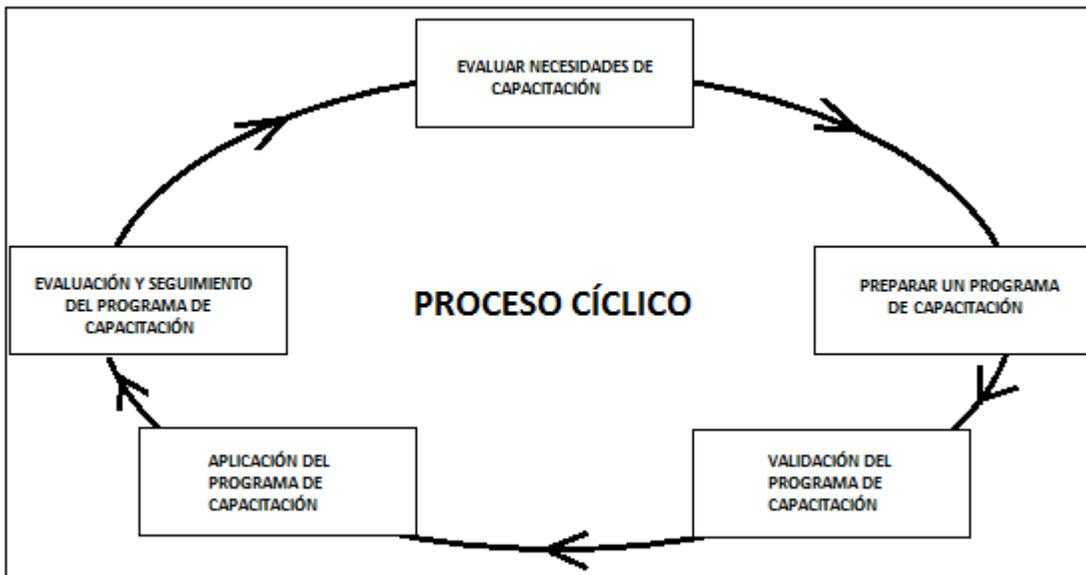 EVALUAR NECESIDADES DE
CAPACITACIÓN
EVALUACIÓN Y SEGUIMIENTO
DEL PROGRAMA DE
CAPACITACIÓN
PROCESO CÍCLICO
PREPARAR UN PROGRAMA
DE CAPACITACIÓN
APLICACIÓN DEL
PROGRAMA DE
CAPACITACIÓN
VALIDACIÓN DEL
PROGRAMA DE
CAPACITACIÓN